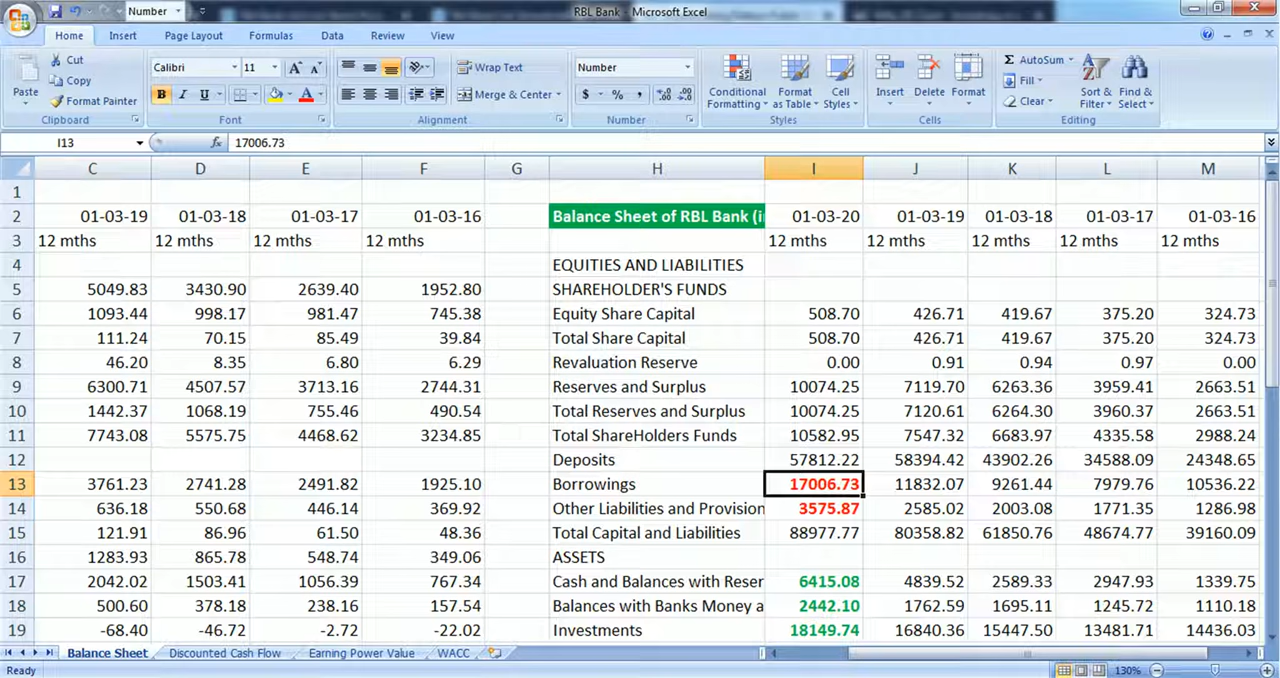 Number
RBL Bank - Microsoft Excel
Home Insert Page Layout Formulas Data Review View
Paste Cut Copy Format Painter Clipboard
Calibri 11 A A B I U A Font
Wrap Text Merge & Center Alignment
Number $ % , .0 .00 .00 .0 Number
Conditional Formatting Format as Table Cell Styles Styles
Insert Delete Format Cells
Σ AutoSum Fill Clear Sort & Filter Find & Select Editing
I13 fx 17006.73
C D E F G H I J K L M
1
2 01-03-19 01-03-18 01-03-17 01-03-16 Balance Sheet of RBL Bank (i 01-03-20 01-03-19 01-03-18 01-03-17 01-03-16
3 12 mths 12 mths 12 mths 12 mths 12 mths 12 mths 12 mths 12 mths 12 mths
4 EQUITIES AND LIABILITIES
5 5049.83 3430.90 2639.40 1952.80 SHAREHOLDER'S FUNDS
6 1093.44 998.17 981.47 745.38 Equity Share Capital 508.70 426.71 419.67 375.20 324.73
7 111.24 70.15 85.49 39.84 Total Share Capital 508.70 426.71 419.67 375.20 324.73
8 46.20 8.35 6.80 6.29 Revaluation Reserve 0.00 0.91 0.94 0.97 0.00
9 6300.71 4507.57 3713.16 2744.31 Reserves and Surplus 10074.25 7119.70 6263.36 3959.41 2663.51
10 1442.37 1068.19 755.46 490.54 Total Reserves and Surplus 10074.25 7120.61 6264.30 3960.37 2663.51
11 7743.08 5575.75 4468.62 3234.85 Total ShareHolders Funds 10582.95 7547.32 6683.97 4335.58 2988.24
12 Deposits 57812.22 58394.42 43902.26 34588.09 24348.65
13 3761.23 2741.28 2491.82 1925.10 Borrowings 17006.73 11832.07 9261.44 7979.76 10536.22
14 636.18 550.68 446.14 369.92 Other Liabilities and Provision 3575.87 2585.02 2003.08 1771.35 1286.98
15 121.91 86.96 61.50 48.36 Total Capital and Liabilities 88977.77 80358.82 61850.76 48674.77 39160.09
16 1283.93 865.78 548.74 349.06 ASSETS
17 2042.02 1503.41 1056.39 767.34 Cash and Balances with Reser 6415.08 4839.52 2589.33 2947.93 1339.75
18 500.60 378.18 238.16 157.54 Balances with Banks Money a 2442.10 1762.59 1695.11 1245.72 1110.18
19 -68.40 -46.72 -2.72 -22.02 Investments 18149.74 16840.36 15447.50 13481.71 14436.03
Balance Sheet Discounted Cash Flow Earning Power Value WACC
Ready 130%